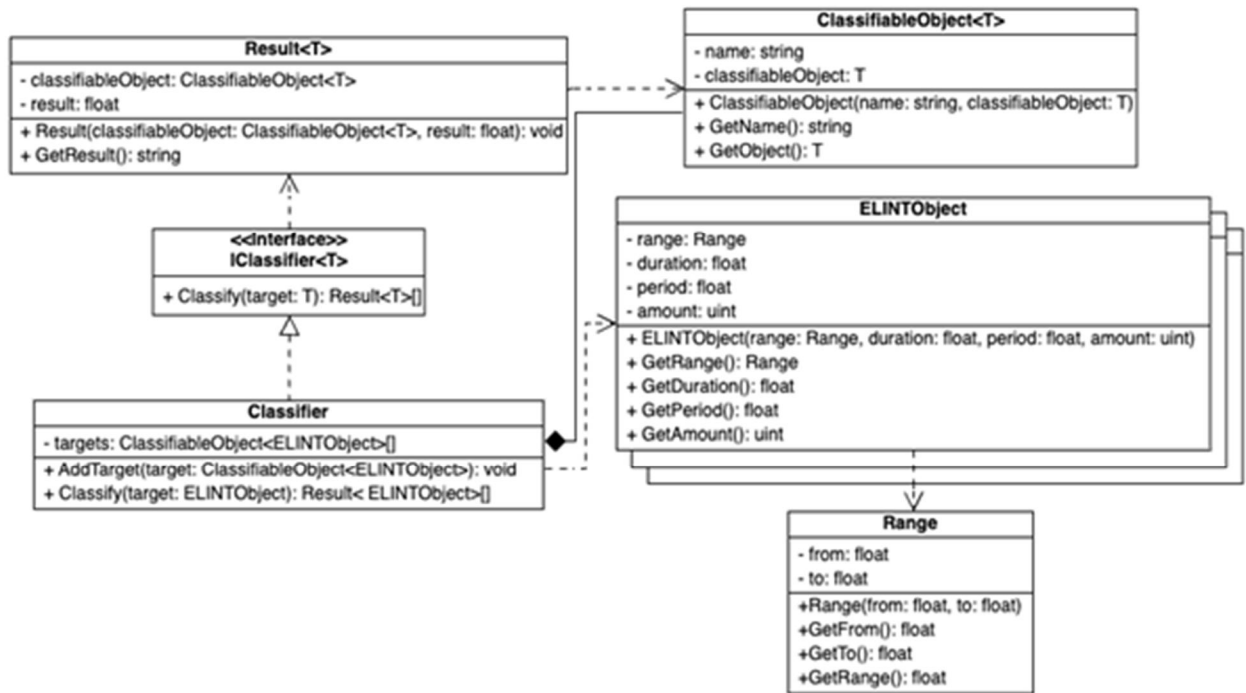 Result<T>
- classifiableObject: ClassifiableObject<T>
- result: float
+ Result(classifiableObject: ClassifiableObject<T>, result: float): void
+ GetResult(): string
ClassifiableObject<T>
- name: string
- classifiableObject: T
+ ClassifiableObject(name: string, classifiableObject: T)
+ GetName(): string
+ GetObject(): T
<<Interface>>
IClassifier<T>
+ Classify(target: T): Result<T>[]
ELINTObject
- range: Range
- duration: float
- period: float
- amount: uint
+ ELINTObject(range: Range, duration: float, period: float, amount: uint)
+ GetRange(): Range
+ GetDuration(): float
+ GetPeriod(): float
+ GetAmount(): uint
Classifier
- targets: ClassifiableObject<ELINTObject>[]
+ AddTarget(target: ClassifiableObject<ELINTObject>): void
+ Classify(target: ELINTObject): Result< ELINTObject>[]
Range
- from: float
- to: float
+Range(from: float, to: float)
+GetFrom(): float
+GetTo(): float
+GetRange(): float